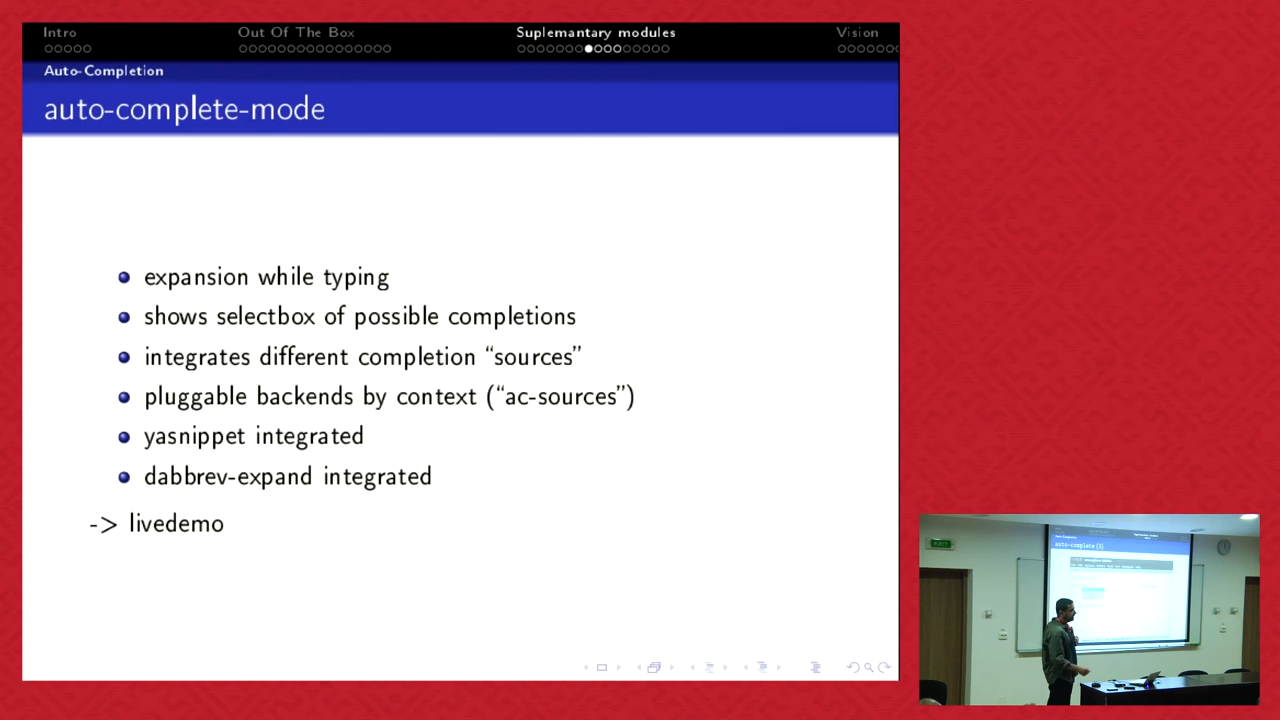 Intro
Out Of The Box
Suplemantary modules
Vision
Auto-Completion
auto-complete-mode
expansion while typing
shows selectbox of possible completions
integrates different completion “sources”
pluggable backends by context (“ac-sources”)
yasnippet integrated
dabbrev-expand integrated
-> livedemo